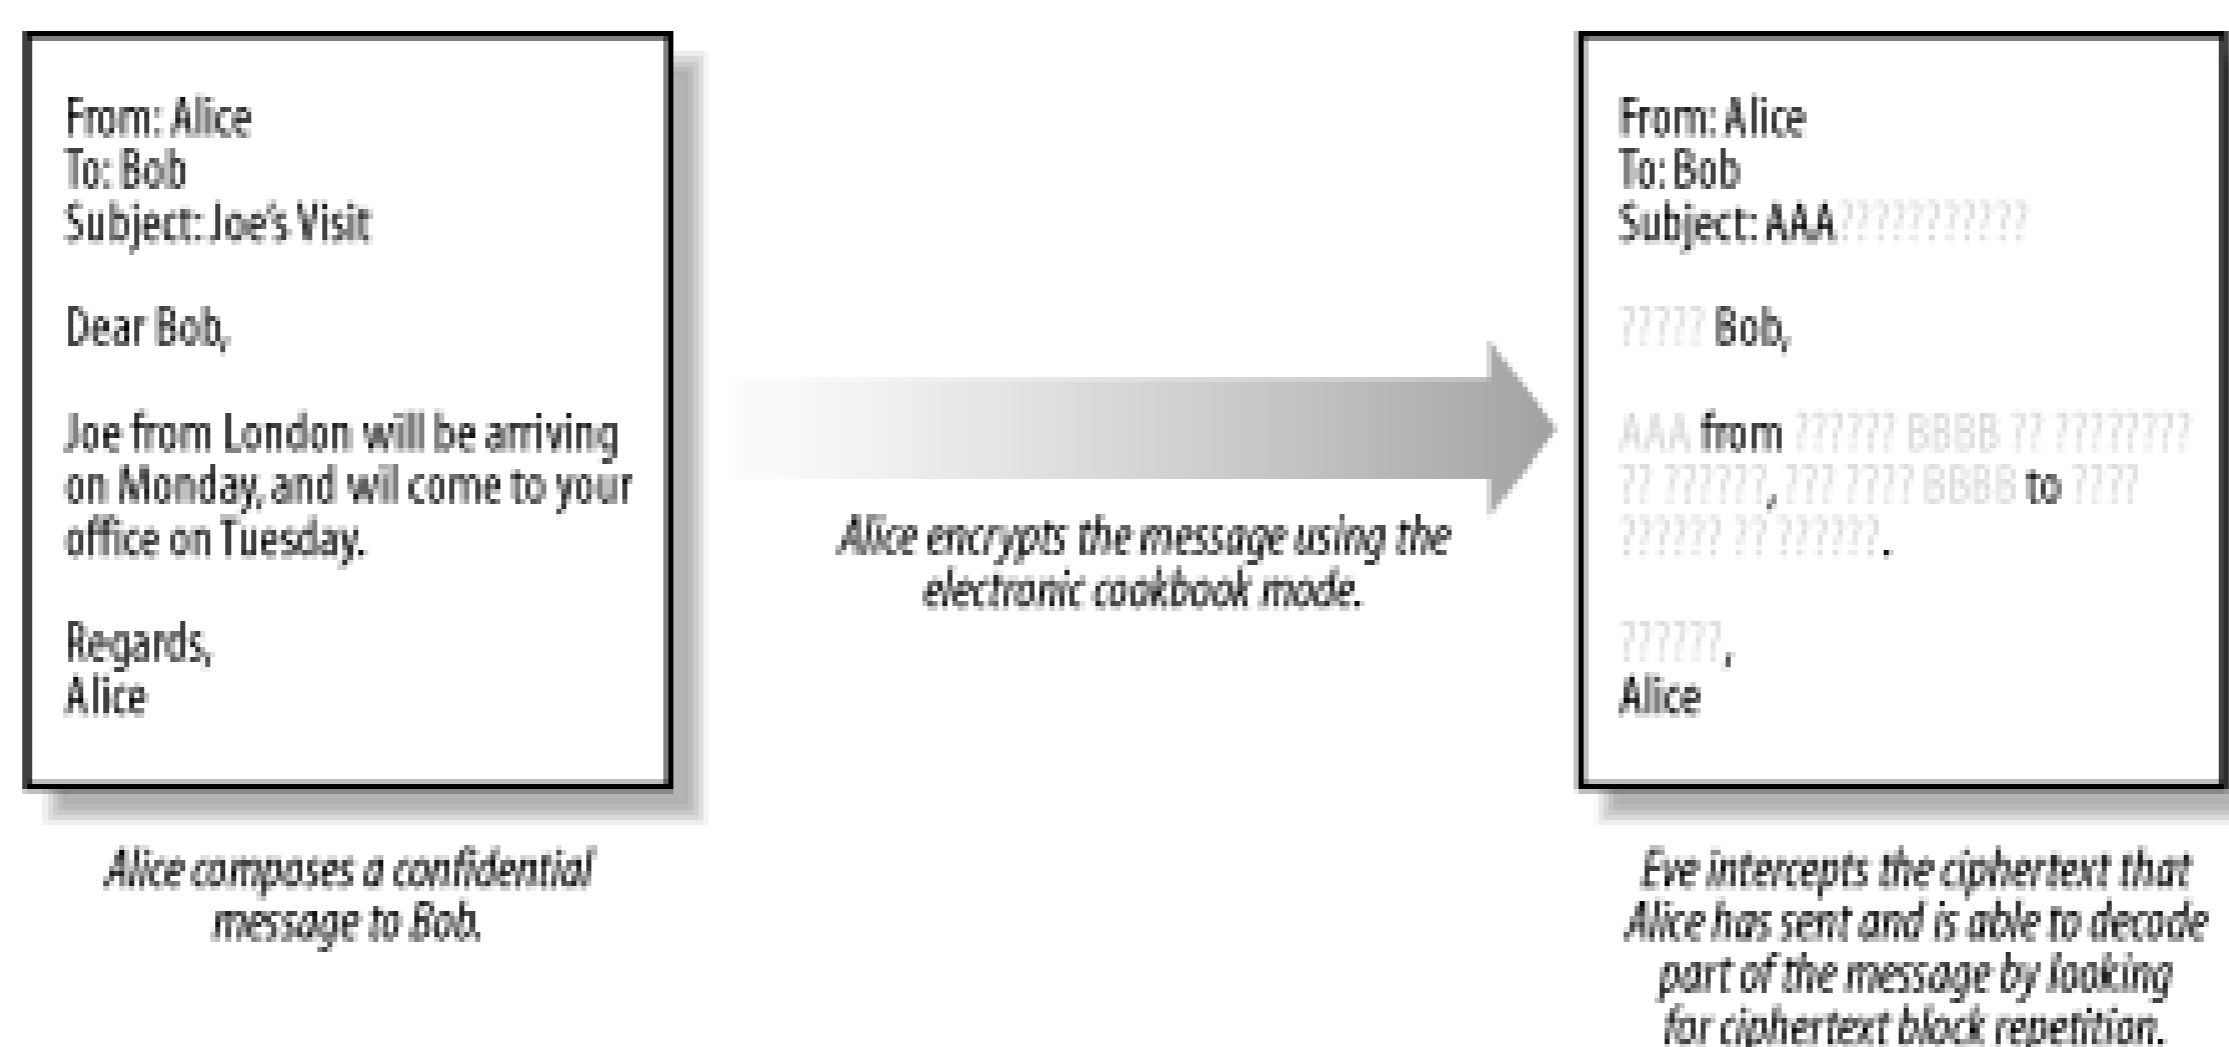 From: Alice
To: Bob
Subject: Joe's Visit
Dear Bob,
Joe from London will be arriving
on Monday, and wil come to your
office on Tuesday.
Regards,
Alice
Alice composes a confidential
message to Bob.
Alice encrypts the message using the
electronic cookbook mode.
From: Alice
To: Bob
Subject: AAA???????????
????? Bob,
AAA from ?????? BBBB ?? ????????
?? ??????, ??? ???? BBBB to ????
?????? ?? ??????.
??????,
Alice
Eve intercepts the ciphertext that
Alice has sent and is able to decode
part of the message by looking
for ciphertext block repetition.